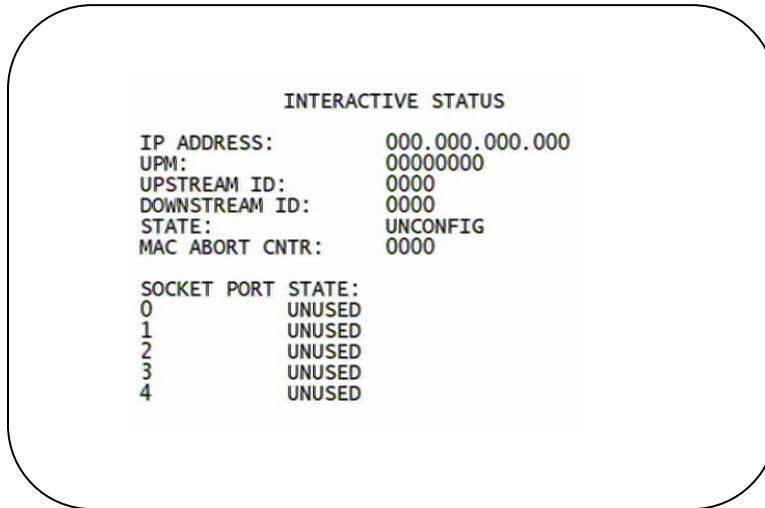 INTERACTIVE STATUS
IP ADDRESS: 000.000.000.000
UPM: 00000000
UPSTREAM ID: 0000
DOWNSTREAM ID: 0000
STATE: UNCONFIG
MAC ABORT CNTR: 0000
SOCKET PORT STATE:
0 UNUSED
1 UNUSED
2 UNUSED
3 UNUSED
4 UNUSED